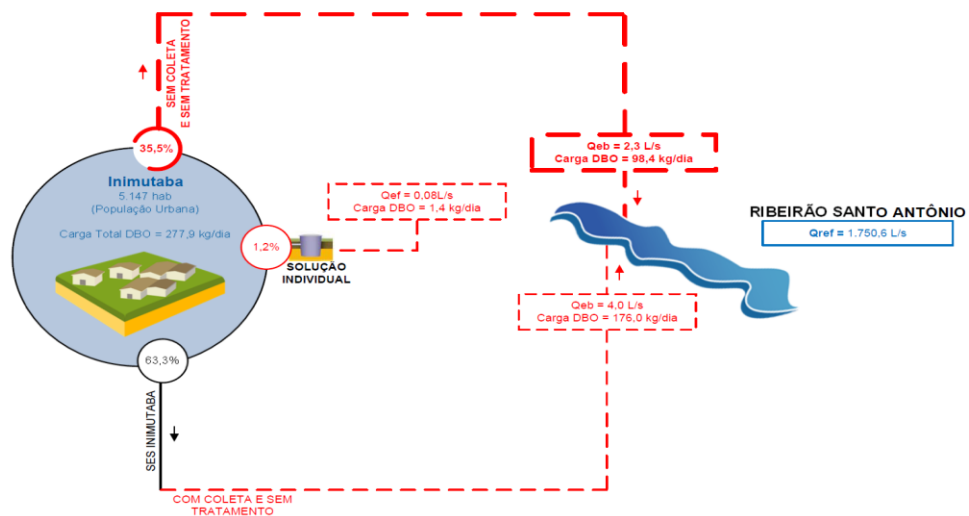 SEM COLETA
E SEM TRATAMENTO
35,5%
Qeb = 2,3 L/s
Carga DBO = 98,4 kg/dia
Inimutaba
5.147 hab
(População Urbana)
Carga Total DBO = 277,9 kg/dia
Qef = 0,08L/s
Carga DBO = 1,4 kg/dia
1,2%
SOLUÇÃO
INDIVIDUAL
RIBEIRÃO SANTO ANTÔNIO
Qref = 1.750,6 L/s
Qeb = 4,0 L/s
Carga DBO = 176,0 kg/dia
63,3%
SES INIMUTABA
COM COLETA E SEM
TRATAMENTO